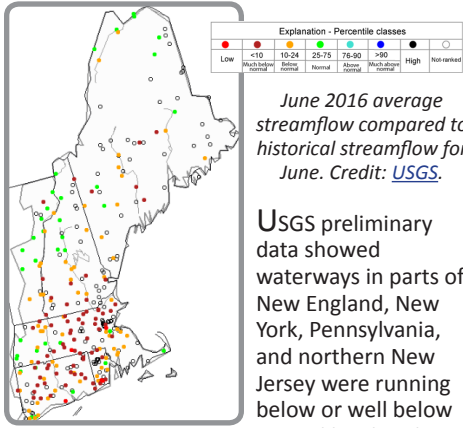 Explanation - Percentile classes
Low
<10
Much below normal
10-24
Below normal
25-75
Normal
76-90
Above normal
>90
Much above normal
High
Not-ranked
June 2016 average
streamflow compared to
historical streamflow for
June. Credit: USGS.
USGS preliminary
data showed
waterways in parts of
New England, New
York, Pennsylvania,
and northern New
Jersey were running
below or well below